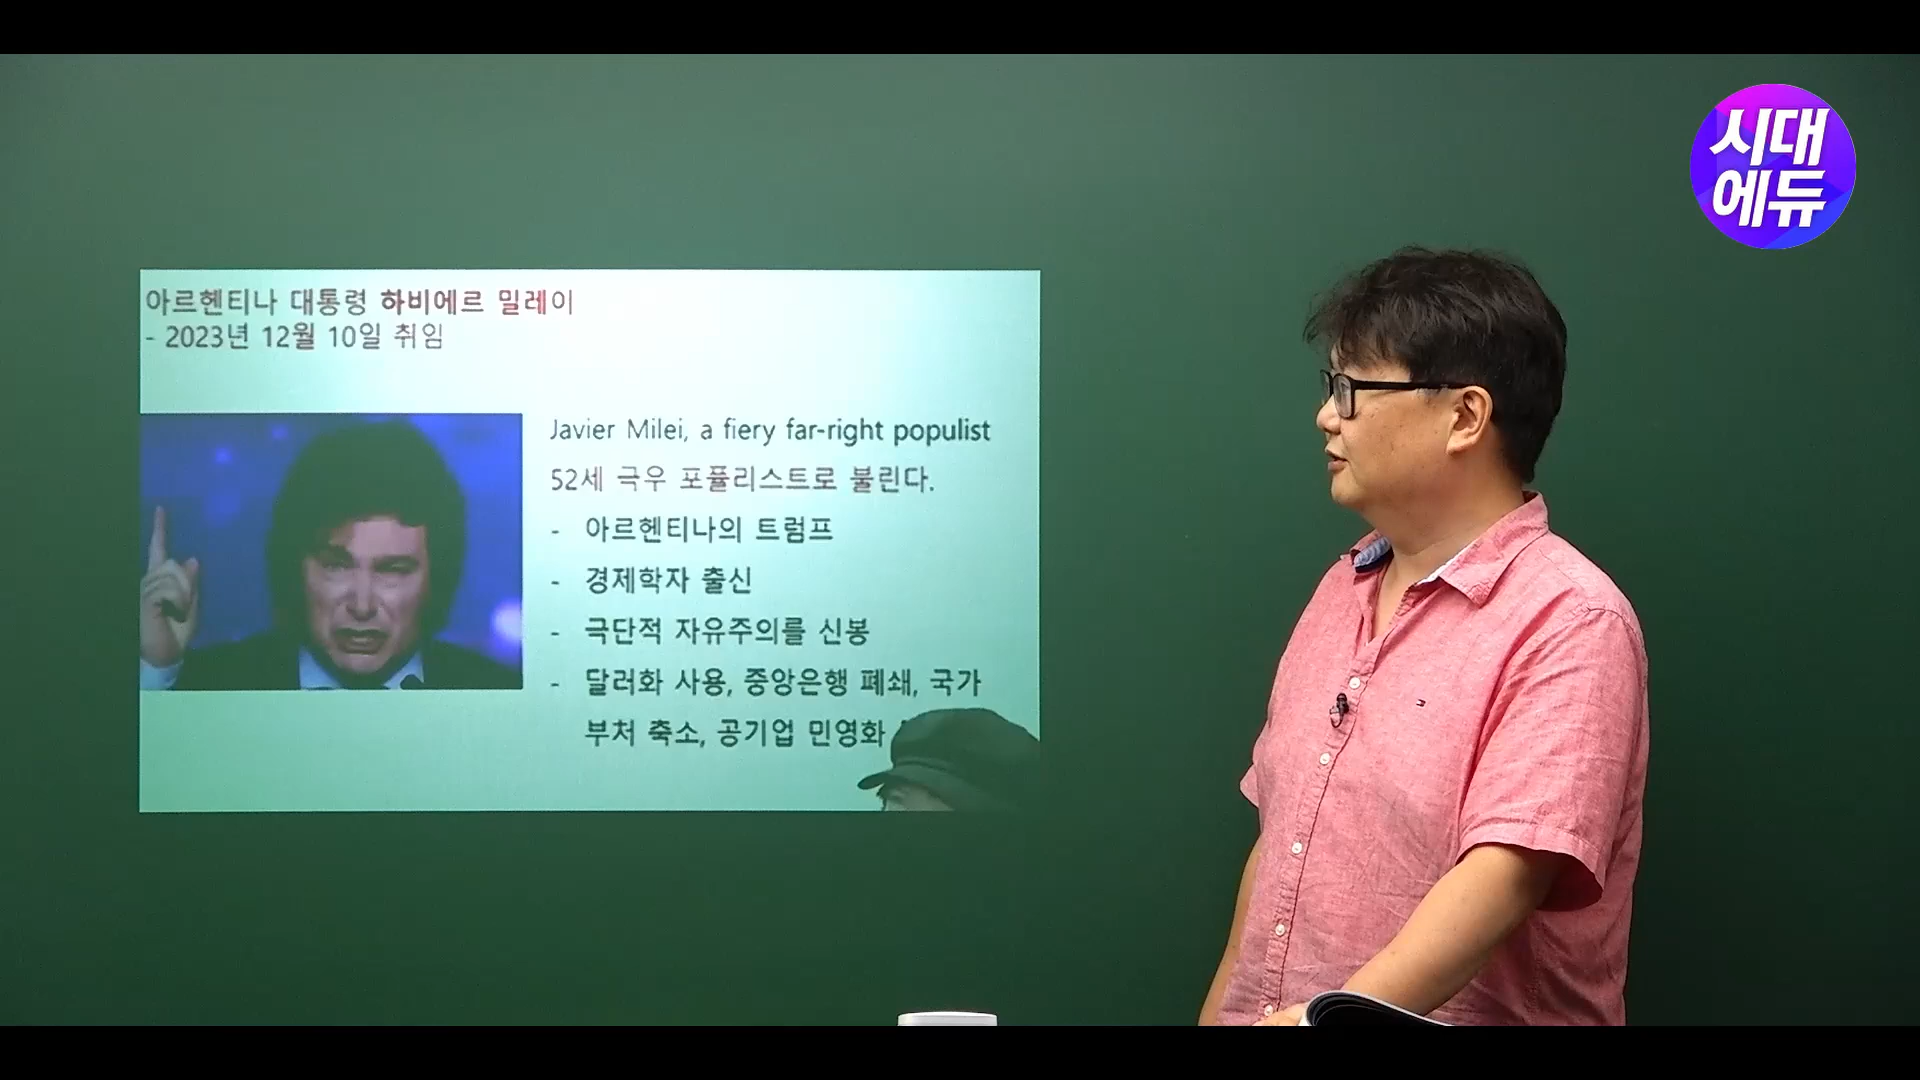 시대
에듀
아르헨티나 대통령 하비에르 밀레이
- 2023년 12월 10일 취임
Javier Milei, a fiery far-right populist
52세 극우 포퓰리스트로 불린다.
- 아르헨티나의 트럼프
- 경제학자 출신
- 극단적 자유주의를 신봉
- 달러화 사용, 중앙은행 폐쇄, 국가
부처 축소, 공기업 민영화